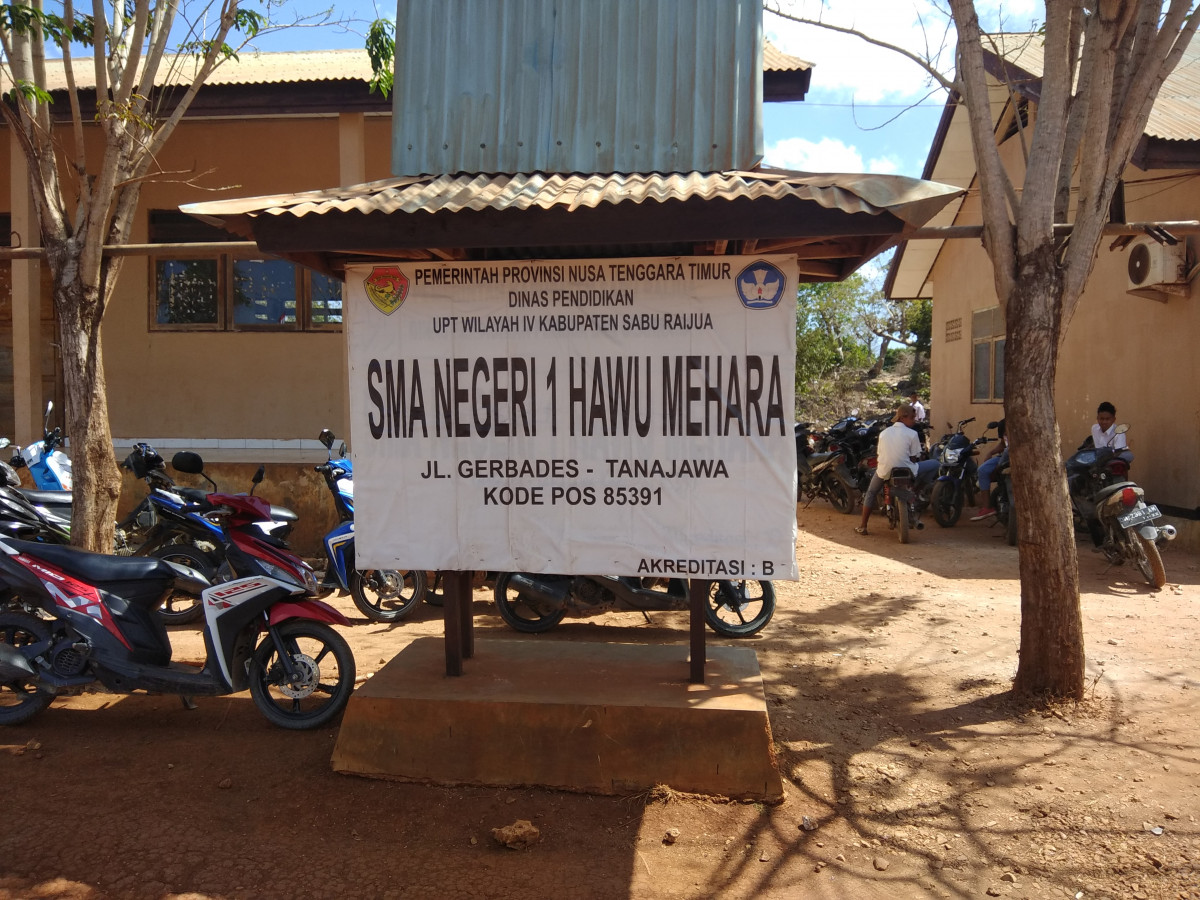 PEMERINTAH PROVINSI NUSA TENGGARA TIMUR
DINAS PENDIDIKAN
UPT WILAYAH IV KABUPATEN SABU RAIJUA
SMA NEGERI 1 HAWU MEHARA
JL. GERBADES - TANAJAWA
KODE POS 85391
AKREDITASI : B